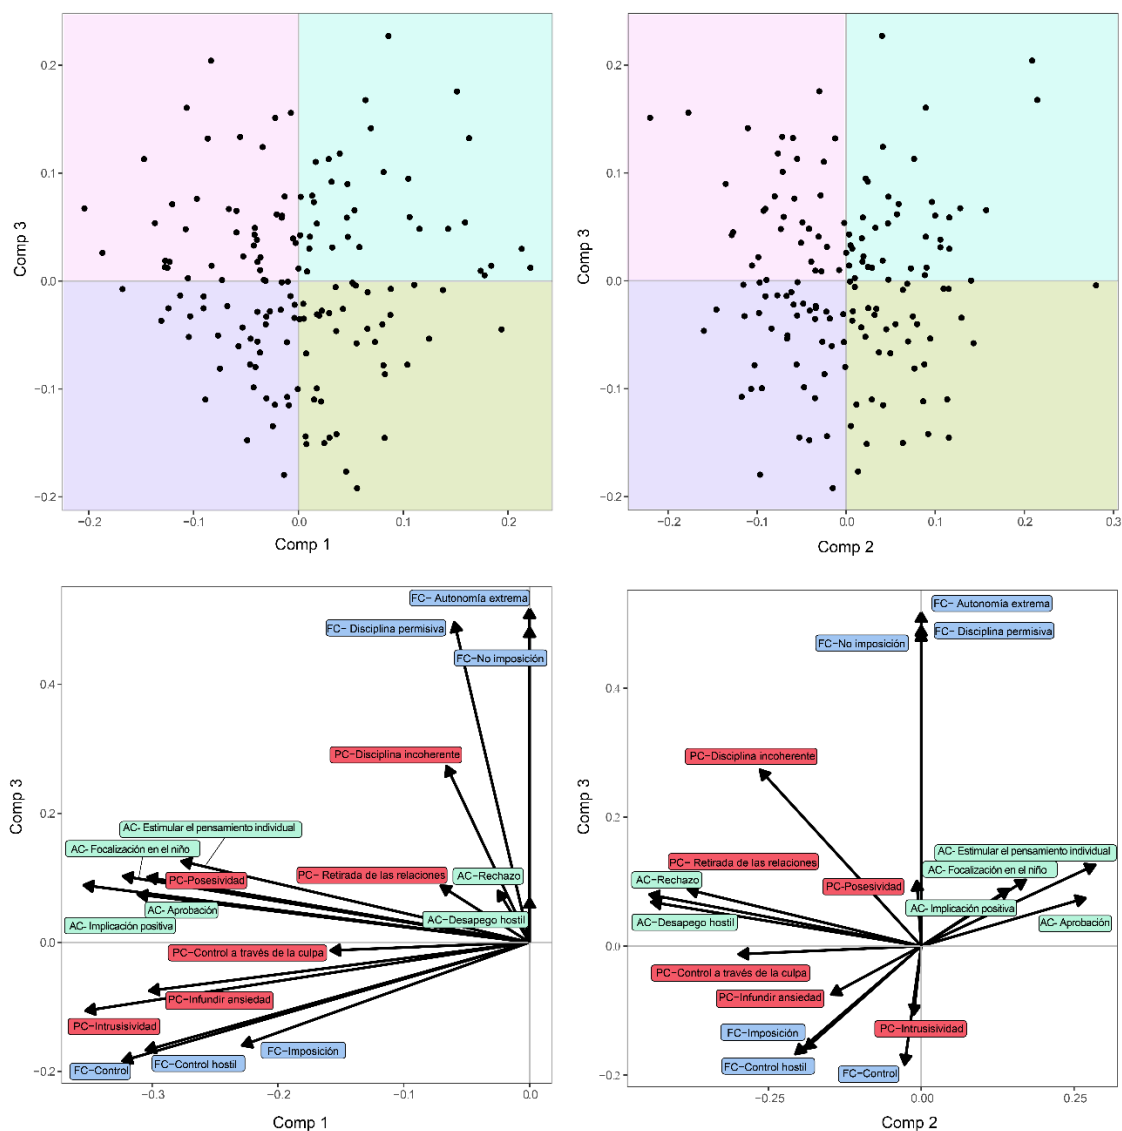 0.2
0.1
0.0
−0.1
−0.2
Comp 3
−0.2
−0.1
0.0
0.1
0.2
Comp 1
0.2
0.1
0.0
−0.1
−0.2
Comp 3
−0.2
−0.1
0.0
0.1
0.2
0.3
Comp 2
FC− Autonomía extrema
FC− Disciplina permisiva
FC−No imposición
PC−Disciplina incoherente
AC- Estimular el pensamiento individual
AC- Focalización en el niño
PC-Posesividad
PC− Retirada de las relaciones
AC−Rechazo
AC- Aprobación
AC- Implicación positiva
AC−Desapego hostil
PC−Control a través de la culpa
PC−Infundir ansiedad
PC−Intrusisividad
FC−Imposición
FC−Control hostil
FC−Control
0.4
0.2
0.0
−0.2
Comp 3
−0.3
−0.2
−0.1
0.0
Comp 1
FC− Autonomía extrema
FC− Disciplina permisiva
FC−No imposición
PC−Disciplina incoherente
AC- Estimular el pensamiento individual
PC− Retirada de las relaciones
AC- Focalización en el niño
AC−Rechazo
PC−Posesividad
AC- Implicación positiva
AC−Desapego hostil
AC- Aprobación
PC−Control a través de la culpa
PC−Infundir ansiedad
PC−Intrusisividad
FC−Imposición
FC−Control hostil
FC−Control
0.4
0.2
0.0
−0.2
Comp 3
−0.25
0.00
0.25
Comp 2